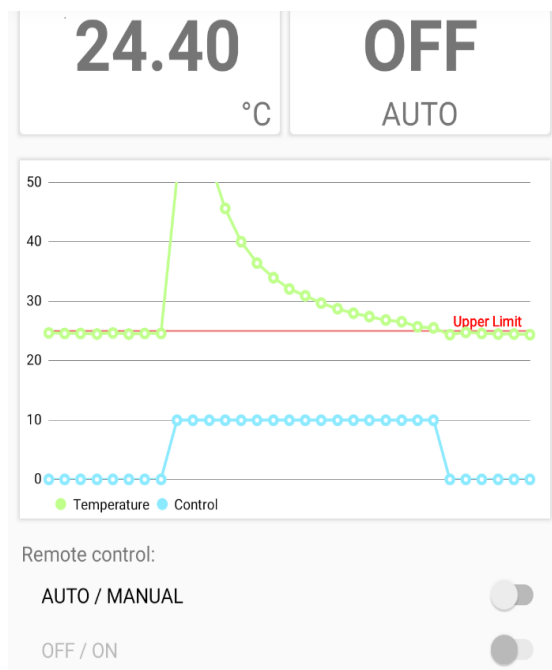 24.40 OFF
°C AUTO
50
40
30
Upper Limit
20
10
0
Temperature Control
Remote control:
AUTO / MANUAL
OFF / ON